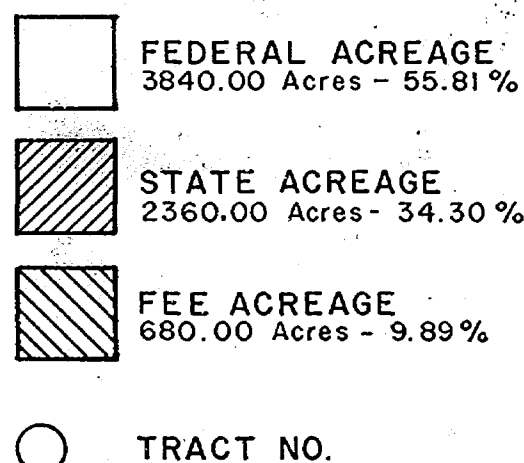 FEDERAL ACREAGE
3840.00 Acres - 55.81 %
STATE ACREAGE
2360.00 Acres - 34.30 %
FEE ACREAGE
680.00 Acres - 9.89 %
TRACT NO.